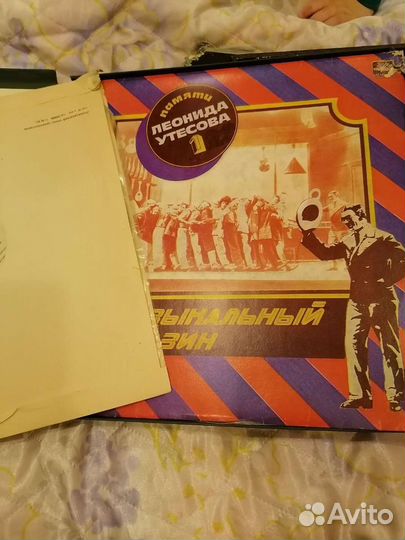 ПАМЯТИ
ЛЕОНИДА
УТЕСОВА
1
ЗЫКАЛЬНЫЙ
ЗИН
Avito